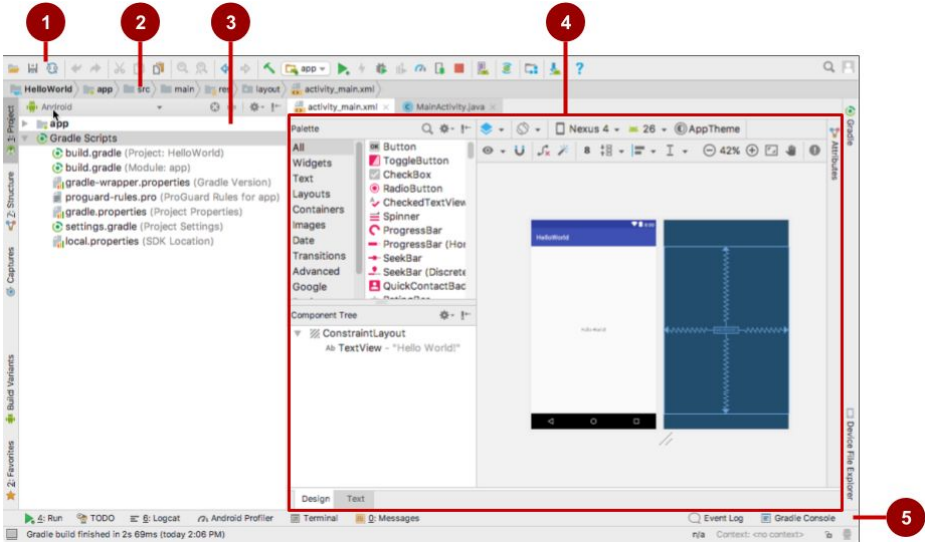 1 2 3 4
app
HelloWorld app src main res layout activity_main.xml
Android
activity_main.xml MainActivity.java
1: Project
Z: Structure
Captures
Build Variants
2: Favorites
app
Gradle Scripts
build.gradle (Project: HelloWorld)
build.gradle (Module: app)
gradle-wrapper.properties (Gradle Version)
proguard-rules.pro (ProGuard Rules for app)
gradle.properties (Project Properties)
settings.gradle (Project Settings)
local.properties (SDK Location)
Palette
All
Widgets
Text
Layouts
Containers
Images
Date
Transitions
Advanced
Google
OK Button
ToggleButton
CheckBox
RadioButton
CheckedTextView
Spinner
ProgressBar
ProgressBar (Hor
SeekBar
SeekBar (Discrete
QuickContactBac
Component Tree
ConstraintLayout
Ab TextView - "Hello World!"
Nexus 4 26 AppTheme
8 42%
HelloWorld
Hello World!
Design Text
Gradle
Attributes
Device File Explorer
4: Run TODO 6: Logcat Android Profiler Terminal 0: Messages Event Log Gradle Console
5
Gradle build finished in 2s 69ms (today 2:06 PM) n/a Context: <no context>